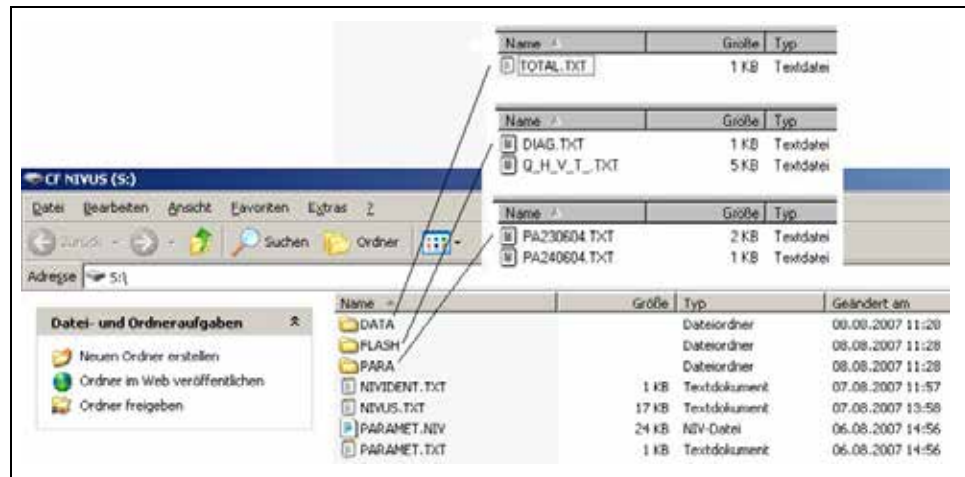 Name Größe Typ
TOTAL.TXT 1 KB Textdatei
Name Größe Typ
DIAG.TXT 1 KB Textdatei
Q_H_V_T_.TXT 5 KB Textdatei
CF NIVUS (S:)
Datei Bearbeiten Ansicht Favoriten Extras ?
Name Größe Typ
Zurück Suchen Ordner
PA230604.TXT 2 KB Textdatei
PA240604.TXT 1 KB Textdatei
Adresse S:\
Name Größe Typ Geändert am
Datei- und Ordneraufgaben
Neuen Ordner erstellen
Ordner im Web veröffentlichen
Ordner freigeben
DATA Dateiordner 08.08.2007 11:28
FLASH Dateiordner 08.08.2007 11:28
PARA Dateiordner 08.08.2007 11:28
NIVIDENT.TXT 1 KB Textdokument 07.08.2007 11:57
NIVUS.TXT 17 KB Textdokument 07.08.2007 13:58
PARAMET.NIV 24 KB NIV-Datei 06.08.2007 14:56
PARAMET.TXT 1 KB Textdokument 06.08.2007 14:56